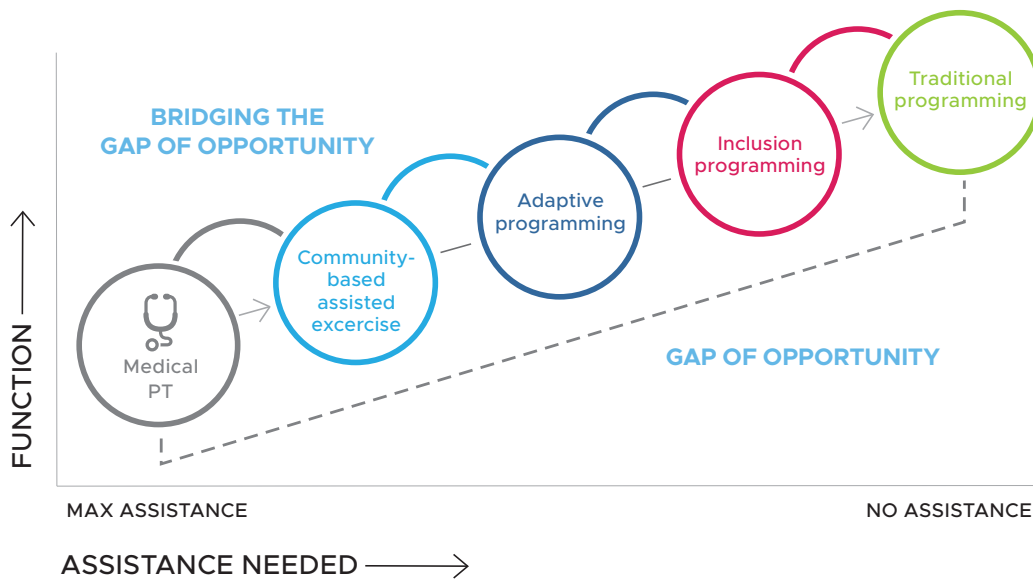 BRIDGING THE
GAP OF OPPORTUNITY
Traditional
programming
Inclusion
programming
Adaptive
programming
Community-
based
assisted
excercise
Medical
PT
GAP OF OPPORTUNITY
FUNCTION
MAX ASSISTANCE
NO ASSISTANCE
ASSISTANCE NEEDED